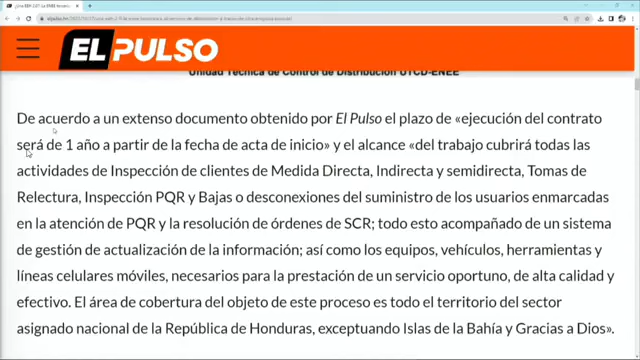 EL PULSO
Unidad Técnica de Control de Distribución UTCD-ENEE
De acuerdo a un extenso documento obtenido por El Pulso el plazo de «ejecución del contrato
será de 1 año a partir de la fecha de acta de inicio» y el alcance «del trabajo cubrirá todas las
actividades de Inspección de clientes de Medida Directa, Indirecta y semidirecta, Tomas de
Relectura, Inspección PQR y Bajas o desconexiones del suministro de los usuarios enmarcadas
en la atención de PQR y la resolución de órdenes de SCR; todo esto acompañado de un sistema
de gestión de actualización de la información; así como los equipos, vehículos, herramientas y
líneas celulares móviles, necesarios para la prestación de un servicio oportuno, de alta calidad y
efectivo. El área de cobertura del objeto de este proceso es todo el territorio del sector
asignado nacional de la República de Honduras, exceptuando Islas de la Bahía y Gracias a Dios».